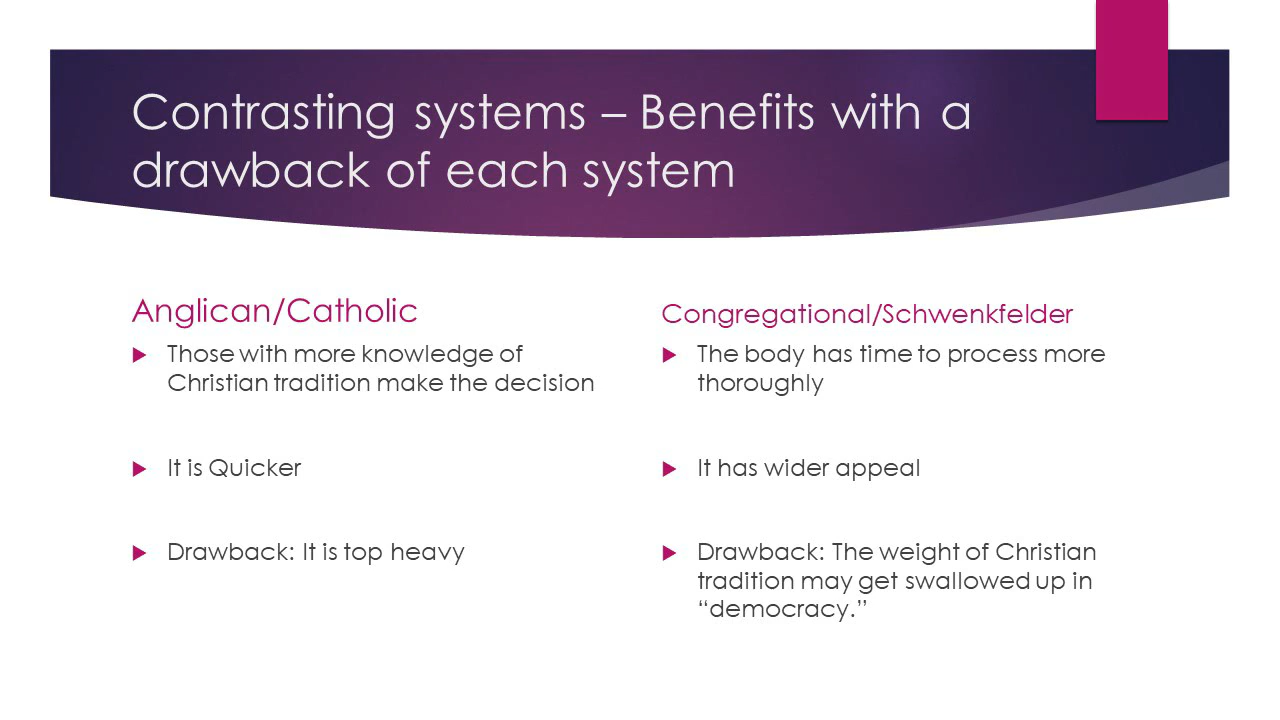 Contrasting systems – Benefits with a
drawback of each system
Anglican/Catholic
Those with more knowledge of
Christian tradition make the decision
It is Quicker
Drawback: It is top heavy
Congregational/Schwenkfelder
The body has time to process more
thoroughly
It has wider appeal
Drawback: The weight of Christian
tradition may get swallowed up in
“democracy.”